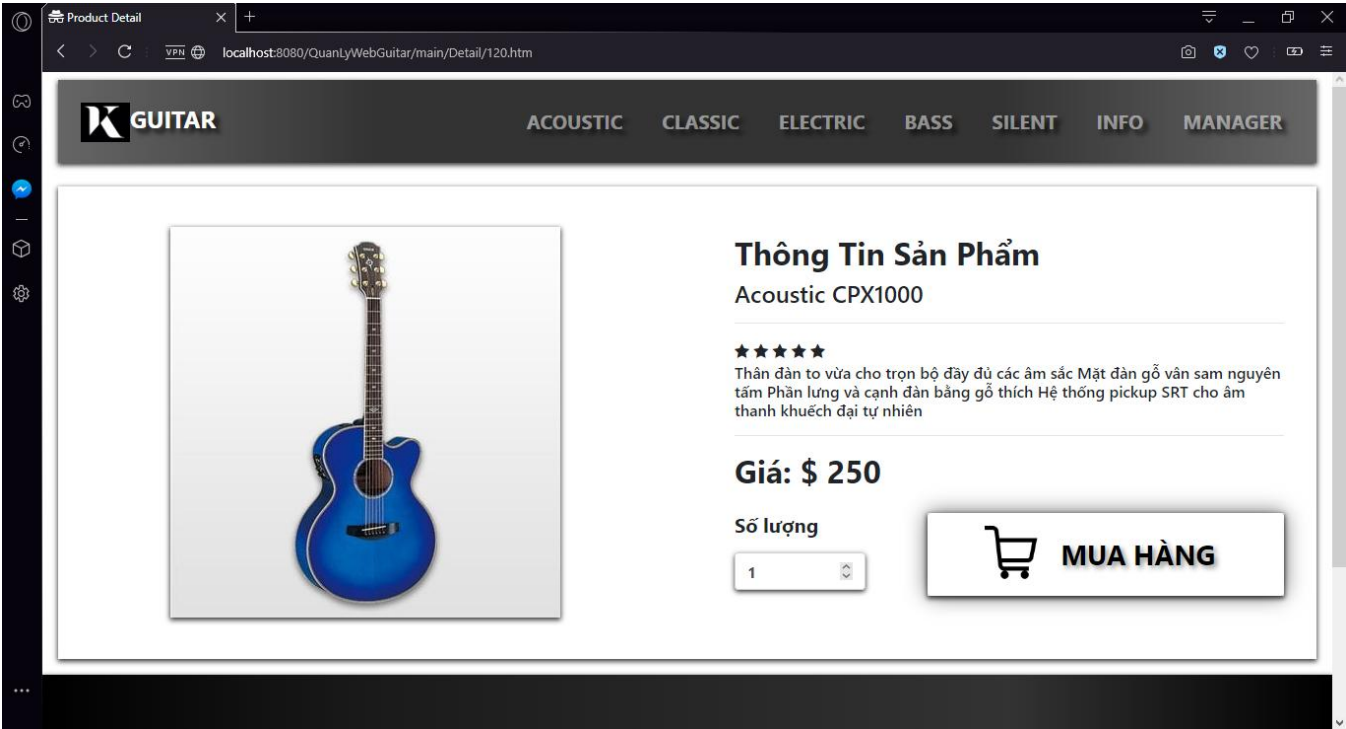 Product Detail
VPN
localhost:8080/QuanLyWebGuitar/main/Detail/120.htm
K GUITAR
ACOUSTIC CLASSIC ELECTRIC BASS SILENT INFO MANAGER
Thông Tin Sản Phẩm
Acoustic CPX1000
Thân đàn to vừa cho trọn bộ đầy đủ các âm sắc Mặt đàn gỗ vân sam nguyên
tấm Phần lưng và cạnh đàn bằng gỗ thích Hệ thống pickup SRT cho âm
thanh khuếch đại tự nhiên
Giá: $ 250
Số lượng
1
MUA HÀNG